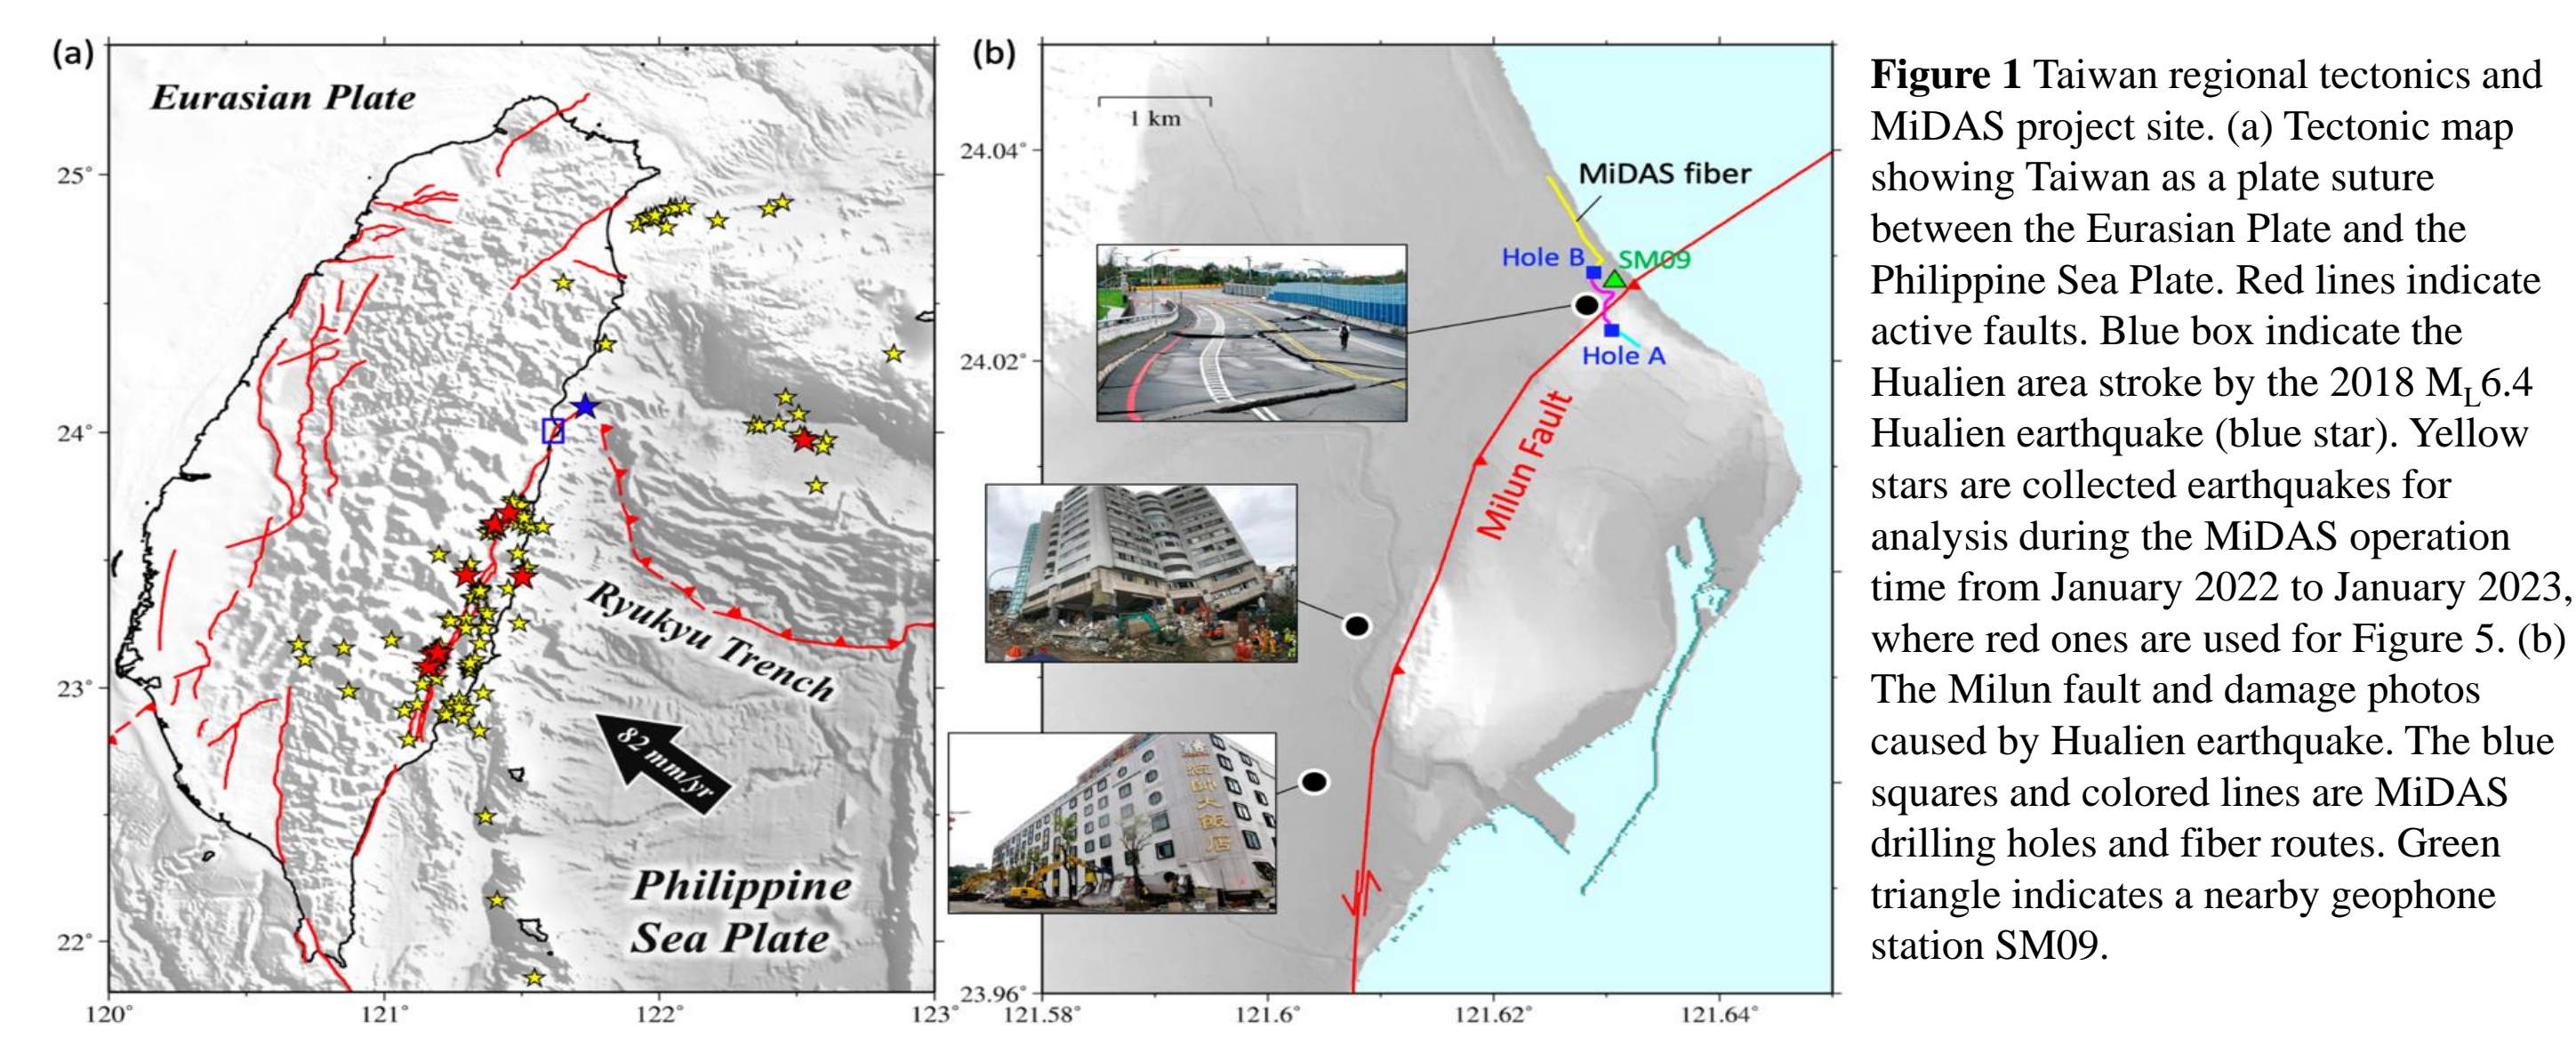 (a)
Eurasian Plate
25°
24°
23°
22°
120°
121°
122°
123°
Ryukyu Trench
82 mm/yr
Philippine
Sea Plate
(b)
1 km
24.04°
24.02°
23.96°
121.58°
121.6°
121.62°
121.64°
MiDAS fiber
Hole B
SM09
Hole A
Milun Fault
大飯店
Figure 1 Taiwan regional tectonics and
MiDAS project site. (a) Tectonic map
showing Taiwan as a plate suture
between the Eurasian Plate and the
Philippine Sea Plate. Red lines indicate
active faults. Blue box indicate the
Hualien area stroke by the 2018 ML6.4
Hualien earthquake (blue star). Yellow
stars are collected earthquakes for
analysis during the MiDAS operation
time from January 2022 to January 2023,
where red ones are used for Figure 5. (b)
The Milun fault and damage photos
caused by Hualien earthquake. The blue
squares and colored lines are MiDAS
drilling holes and fiber routes. Green
triangle indicates a nearby geophone
station SM09.